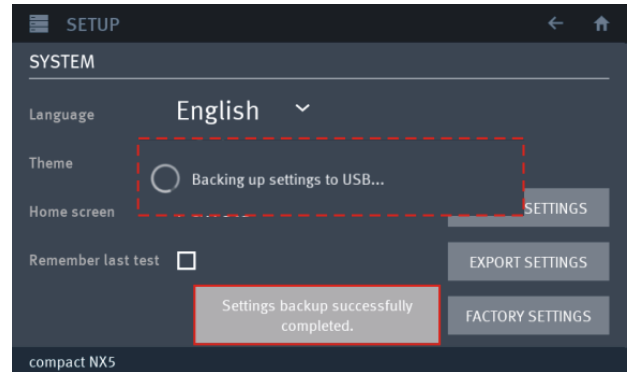 SETUP
SYSTEM
Language English
Theme
Backing up settings to USB...
Home screen
SETTINGS
Remember last test
EXPORT SETTINGS
Settings backup successfully
completed.
FACTORY SETTINGS
compact NX5